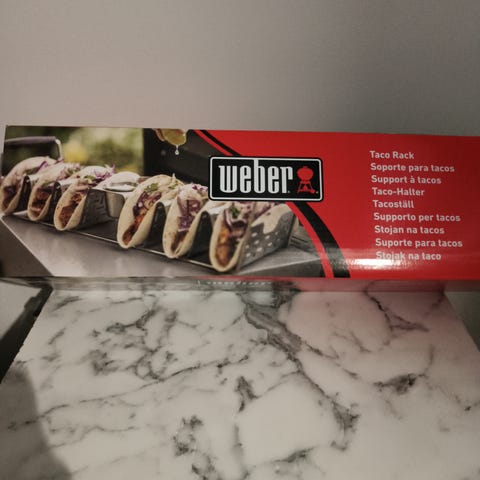 weber
Taco Rack
Soporte para tacos
Support à tacos
Taco-Halter
Tacoställ
Supporto per tacos
Stojan na tacos
Suporte para tacos
Stojak na taco